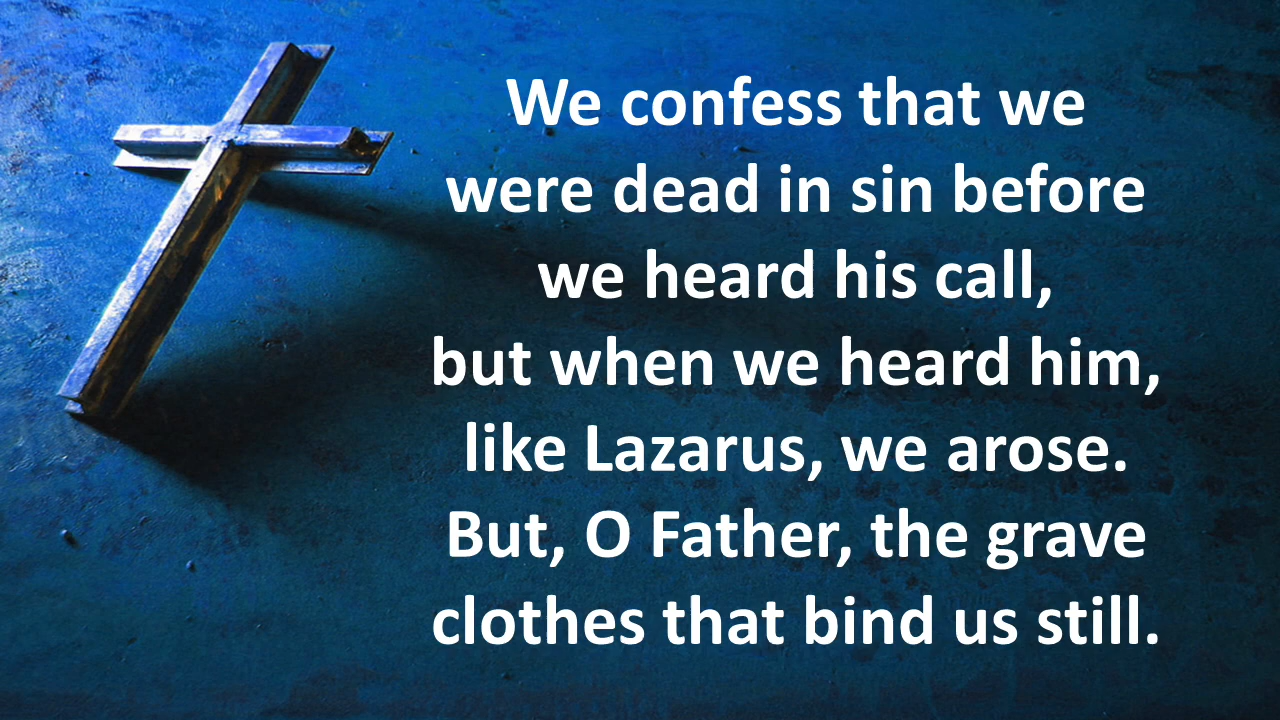 We confess that we
were dead in sin before
we heard his call,
but when we heard him,
like Lazarus, we arose.
But, O Father, the grave
clothes that bind us still.